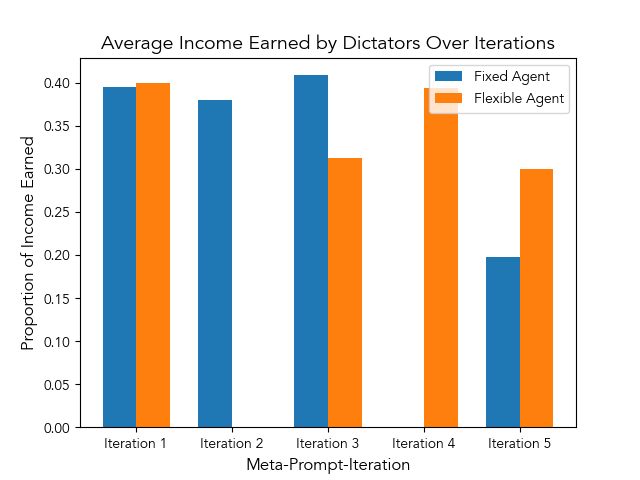 Average Income Earned by Dictators Over Iterations
Fixed Agent
Flexible Agent
Proportion of Income Earned
0.40
0.35
0.30
0.25
0.20
0.15
0.10
0.05
0.00
Iteration 1
Iteration 2
Iteration 3
Iteration 4
Iteration 5
Meta-Prompt-Iteration